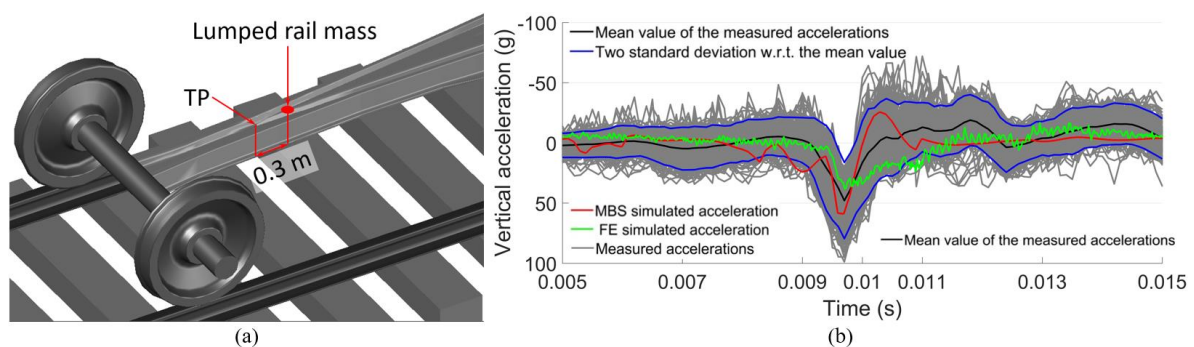 Lumped rail mass
TP
0.3 m
(a)
Vertical acceleration (g)
-100
-50
0
50
100
Mean value of the measured accelerations
Two standard deviation w.r.t. the mean value
MBS simulated acceleration
FE simulated acceleration
Measured accelerations
Mean value of the measured accelerations
0.005
0.007
0.009
0.01
0.011
0.013
0.015
Time (s)
(b)